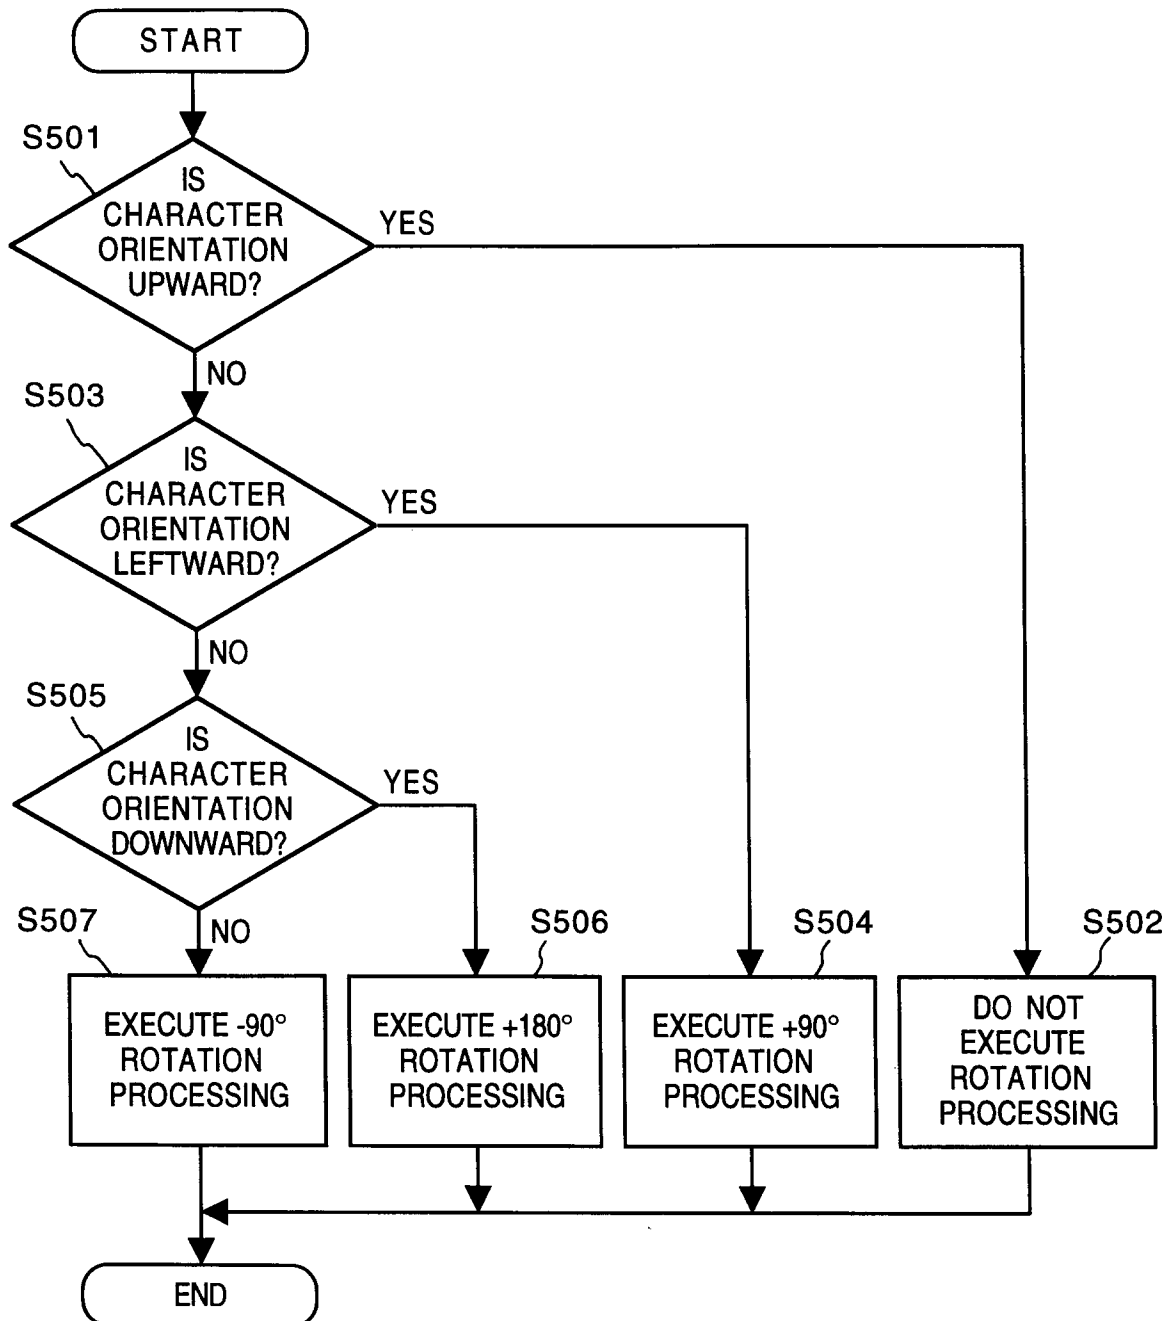 START
S501
IS
CHARACTER
ORIENTATION
UPWARD?
YES
NO
S503
IS
CHARACTER
ORIENTATION
LEFTWARD?
YES
NO
S505
IS
CHARACTER
ORIENTATION
DOWNWARD?
YES
NO
S507
EXECUTE -90°
ROTATION
PROCESSING
S506
EXECUTE +180°
ROTATION
PROCESSING
S504
EXECUTE +90°
ROTATION
PROCESSING
S502
DO NOT
EXECUTE
ROTATION
PROCESSING
END